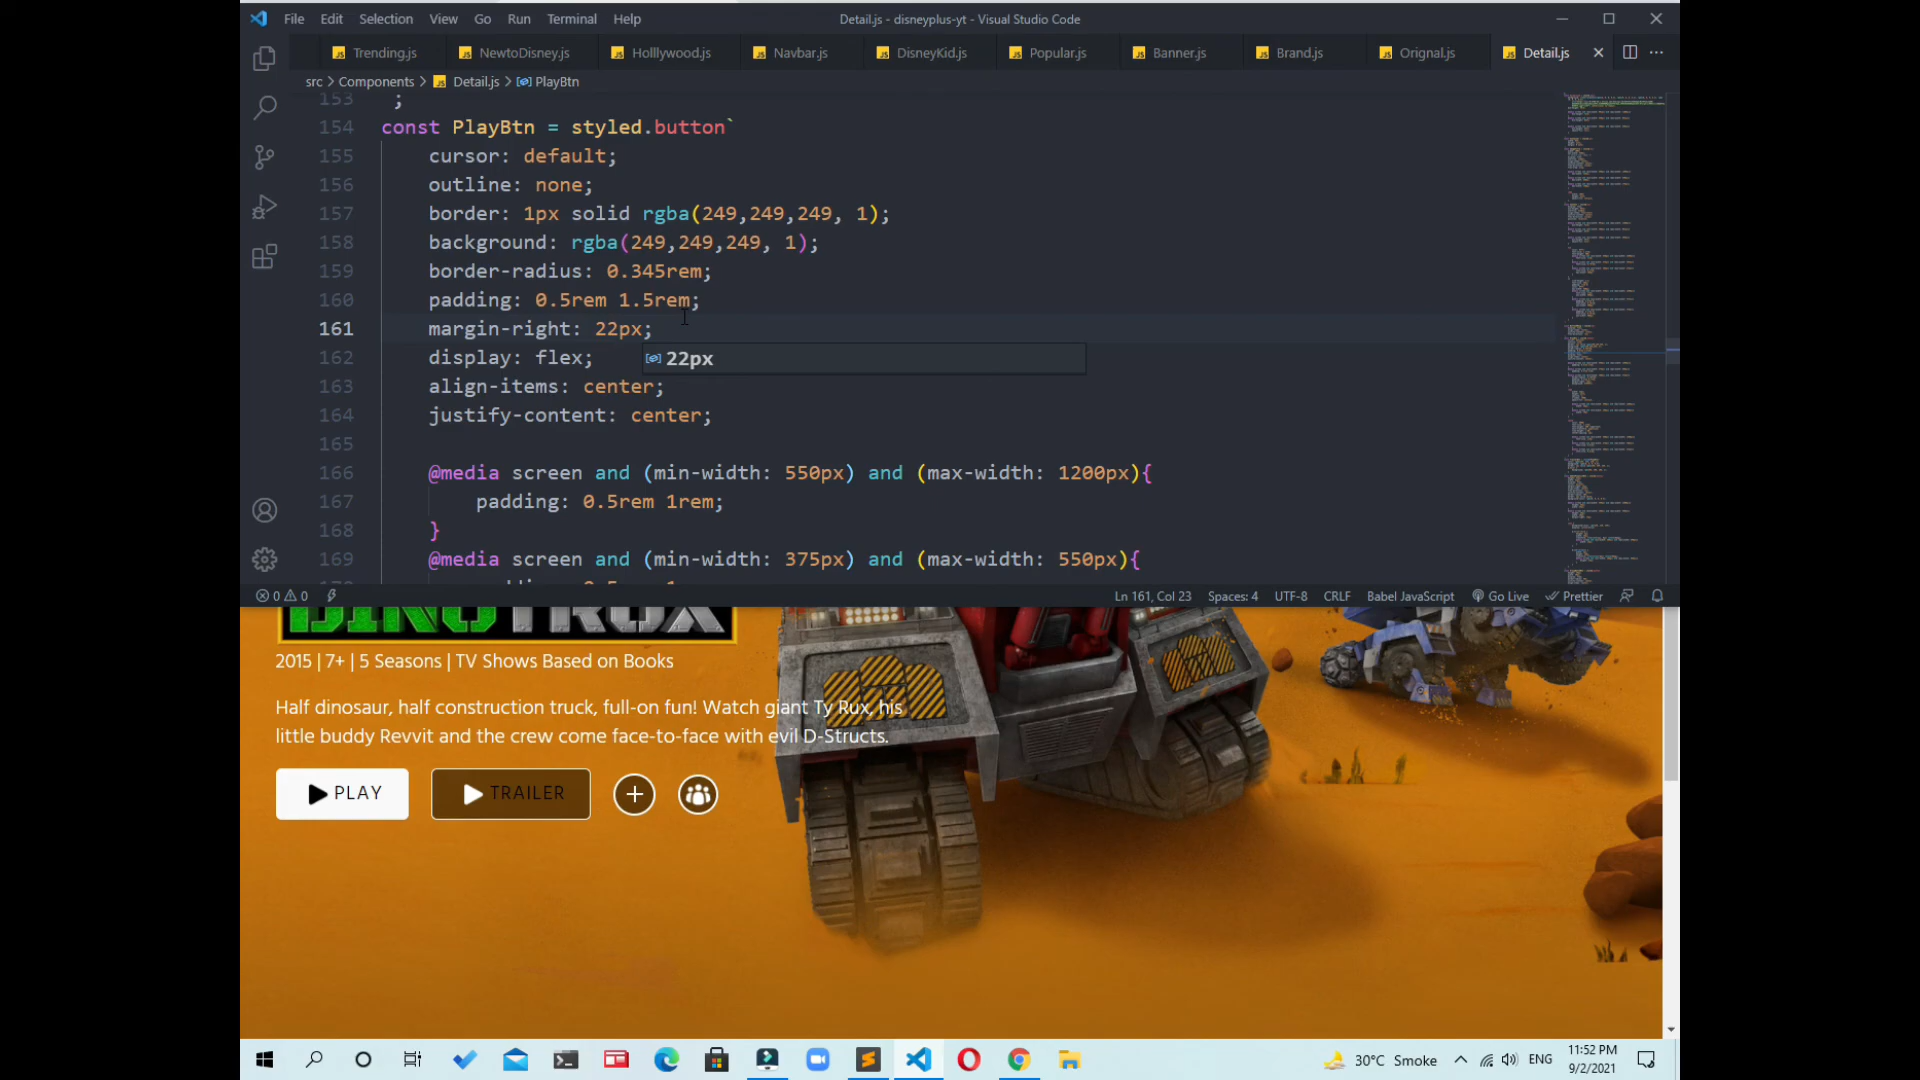 File Edit Selection View Go Run Terminal Help Detail.js - disneyplus-yt - Visual Studio Code
Trending.js NewtoDisney.js Holllywood.js Navbar.js DisneyKid.js Popular.js Banner.js Brand.js Orignal.js Detail.js
src > Components > Detail.js > PlayBtn
153 ;
154 const PlayBtn = styled.button`
155 cursor: default;
156 outline: none;
157 border: 1px solid rgba(249,249,249, 1);
158 background: rgba(249,249,249, 1);
159 border-radius: 0.345rem;
160 padding: 0.5rem 1.5rem;
161 margin-right: 22px;
22px
162 display: flex;
163 align-items: center;
164 justify-content: center;
165
166 @media screen and (min-width: 550px) and (max-width: 1200px){
167 padding: 0.5rem 1rem;
168 }
169 @media screen and (min-width: 375px) and (max-width: 550px){
0 0 Ln 161, Col 23 Spaces: 4 UTF-8 CRLF Babel JavaScript Go Live Prettier
DINOTRUX
2015 | 7+ | 5 Seasons | TV Shows Based on Books
Half dinosaur, half construction truck, full-on fun! Watch giant Ty Rux, his
little buddy Revvit and the crew come face-to-face with evil D-Structs.
PLAY TRAILER
30°C Smoke ENG 11:52 PM
9/2/2021